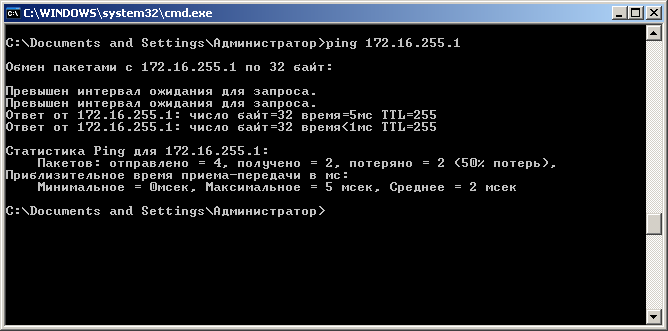 C:\WINDOWS\system32\cmd.exe
C:\Documents and Settings\Администратор>ping 172.16.255.1
Обмен пакетами с 172.16.255.1 по 32 байт:
Превышен интервал ожидания для запроса.
Превышен интервал ожидания для запроса.
Ответ от 172.16.255.1: число байт=32 время=5мс TTL=255
Ответ от 172.16.255.1: число байт=32 время<1мс TTL=255
Статистика Ping для 172.16.255.1:
Пакетов: отправлено = 4, получено = 2, потеряно = 2 (50% потерь),
Приблизительное время приема-передачи в мс:
Минимальное = 0мсек, Максимальное = 5 мсек, Среднее = 2 мсек
C:\Documents and Settings\Администратор>